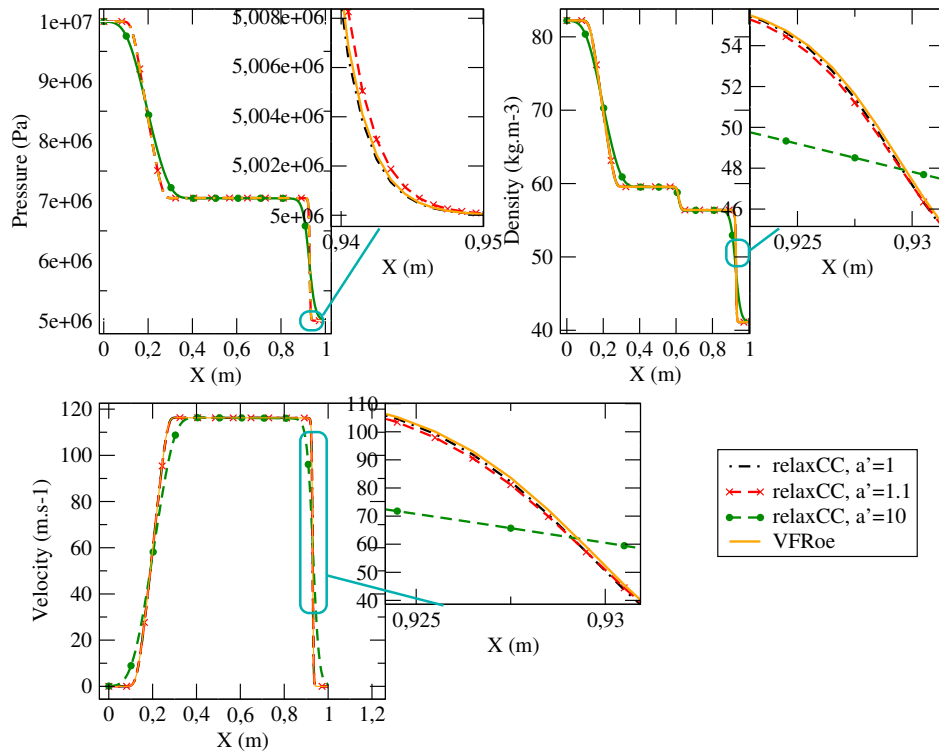 1e+07
9e+06
8e+06
7e+06
6e+06
5e+06
Pressure (Pa)
0 0,2 0,4 0,6 0,8 1
X (m)
5,008e+06
5,006e+06
5,004e+06
5,002e+06
5e+06
0,94 0,95
X (m)
80
70
60
50
40
Density (kg.m-3)
0 0,2 0,4 0,6 0,8 1
X (m)
54
52
50
48
46
0,925 0,93
X (m)
120
100
80
60
40
20
0
Velocity (m.s-1)
0 0,2 0,4 0,6 0,8 1 1,2
X (m)
110
100
90
80
70
60
50
40
0,925 0,93
X (m)
relaxCC, a'=1
relaxCC, a'=1.1
relaxCC, a'=10
VFRoe